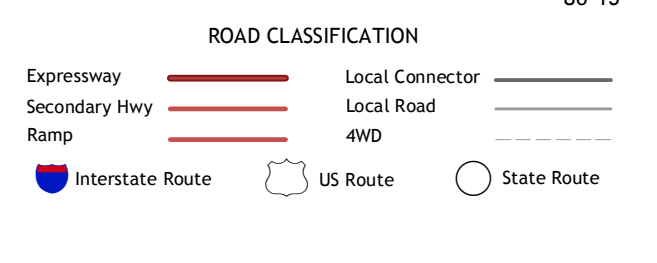 ROAD CLASSIFICATION
Expressway
Local Connector
Secondary Hwy
Local Road
Ramp
4WD
Interstate Route
US Route
State Route